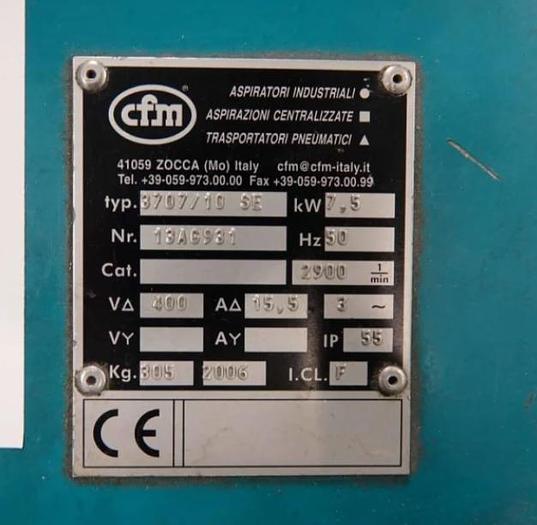 cfm ®
ASPIRATORI INDUSTRIALI ●
ASPIRAZIONI CENTRALIZZATE ■
TRASPORTATORI PNEUMATICI ▲
41059 ZOCCA (Mo) Italy cfm@cfm-italy.it
Tel. +39-059-973.00.00 Fax +39-059-973.00.99
typ. 3707/10 SE kW 7,5
Nr. 13AG931 Hz 50
Cat. 2900 1/min
V∆ 400 A∆ 15,5 3 ~
VY AY IP 55
Kg. 305 2006 I.CL. F
CE